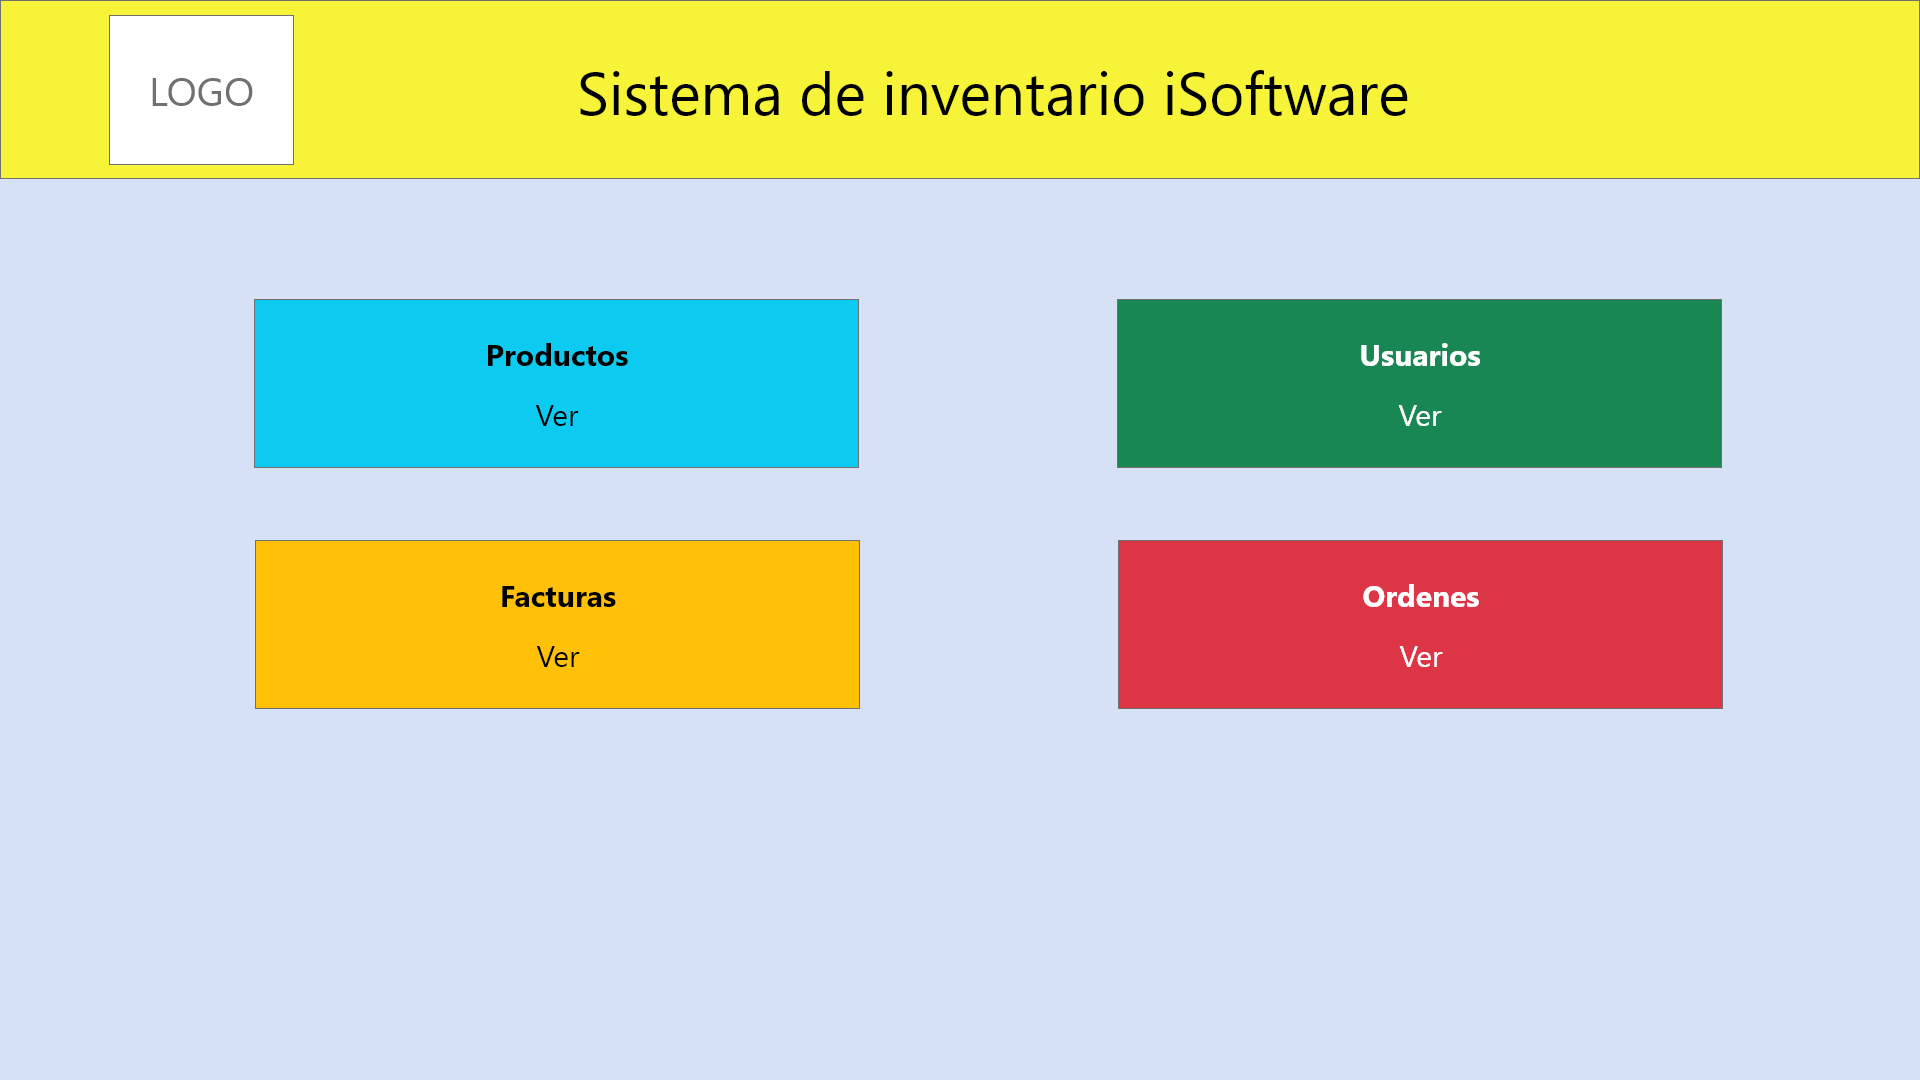 LOGO
Sistema de inventario iSoftware
Productos
Ver
Usuarios
Ver
Facturas
Ver
Ordenes
Ver